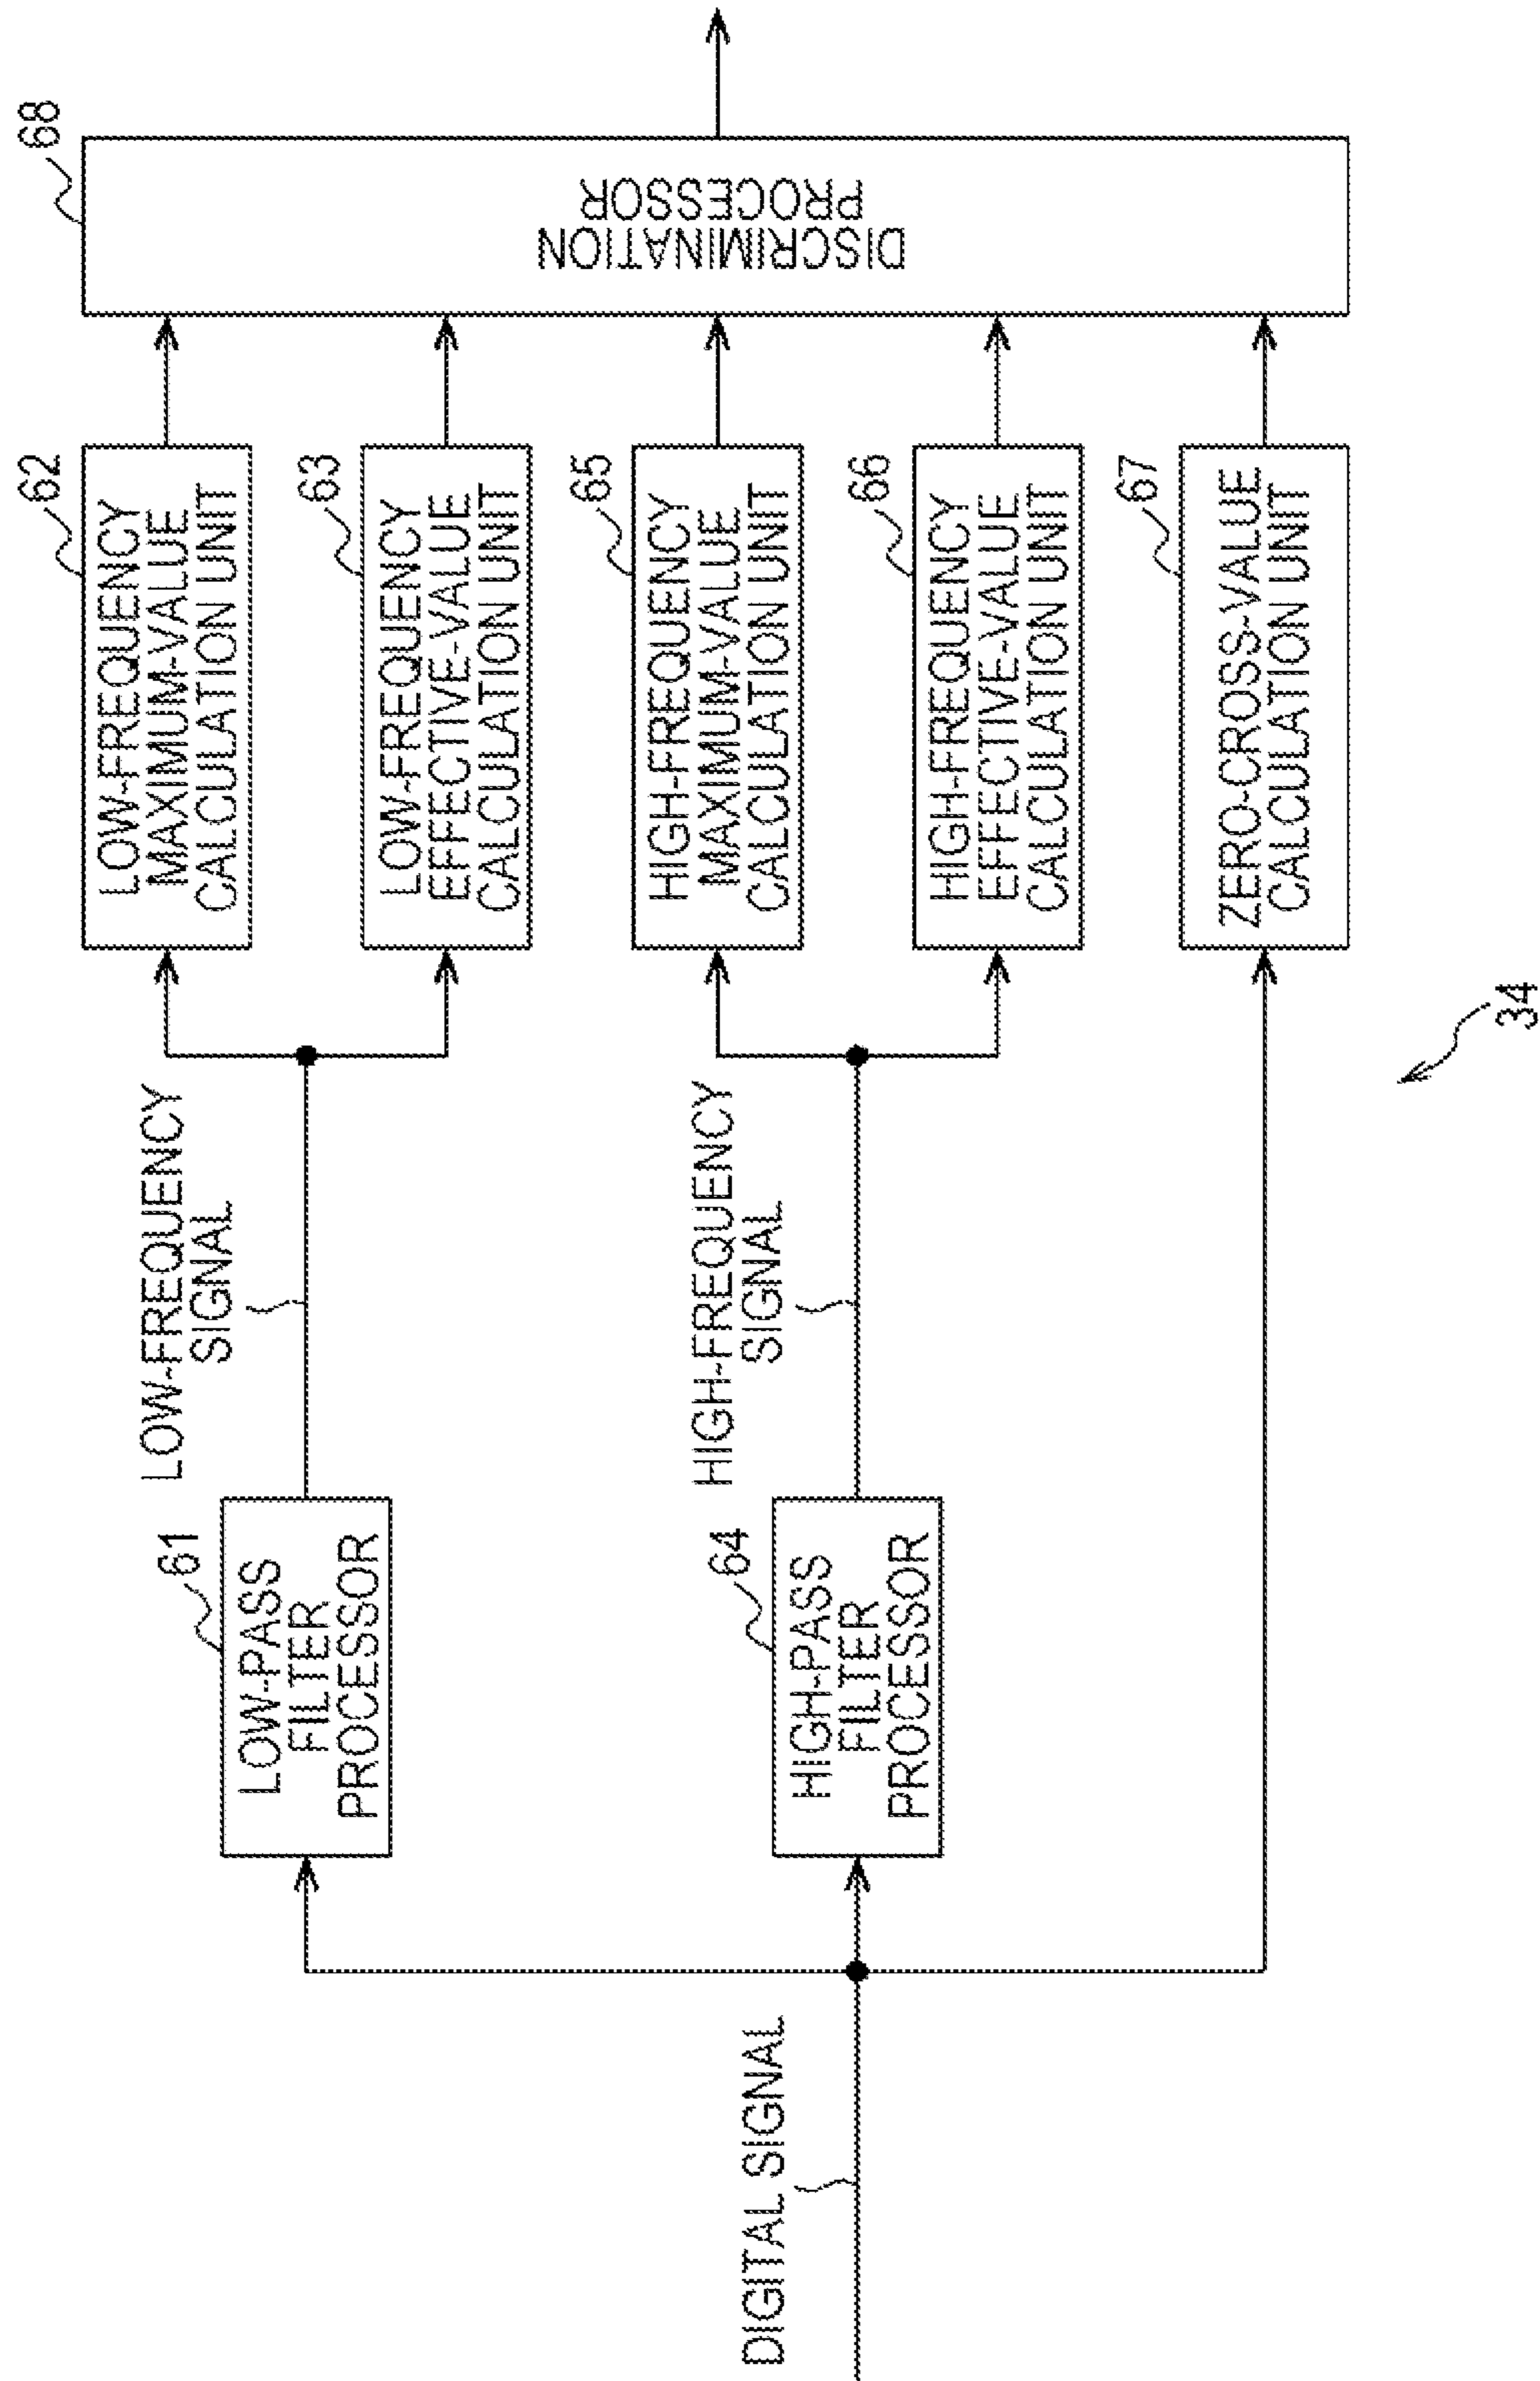 DIGITAL SIGNAL
61
LOW-PASS
FILTER
PROCESSOR
64
HIGH-PASS
FILTER
PROCESSOR
LOW-FREQUENCY
SIGNAL
HIGH-FREQUENCY
SIGNAL
62
LOW-FREQUENCY
MAXIMUM-VALUE
CALCULATION UNIT
63
LOW-FREQUENCY
EFFECTIVE-VALUE
CALCULATION UNIT
65
HIGH-FREQUENCY
MAXIMUM-VALUE
CALCULATION UNIT
66
HIGH-FREQUENCY
EFFECTIVE-VALUE
CALCULATION UNIT
67
ZERO-CROSS-VALUE
CALCULATION UNIT
68
DISCRIMINATION
PROCESSOR
34